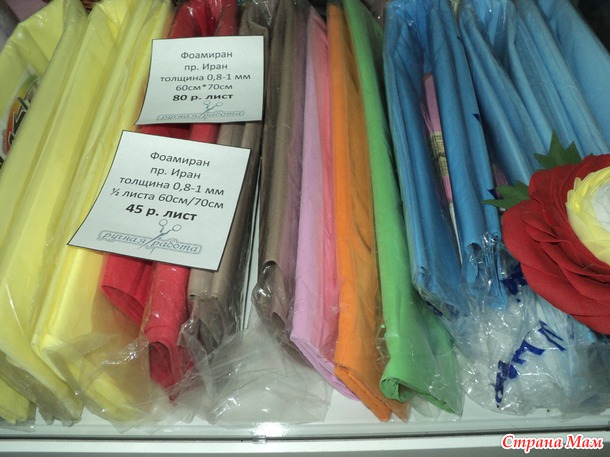 Фоамиран
пр. Иран
толщина 0,8-1 мм
60см*70см
80 р. лист
ручная работа
Фоамиран
пр. Иран
толщина 0,8-1 мм
½ листа 60см/70см
45 р. лист
ручная работа
Страна Мам